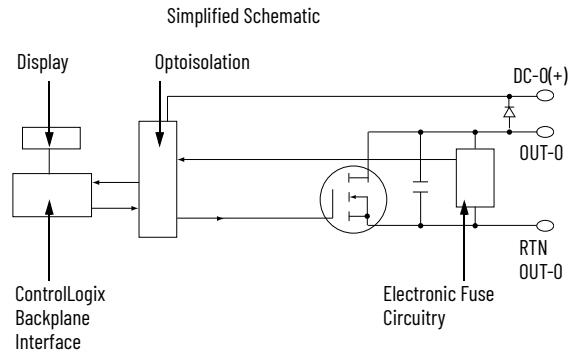 Simplified Schematic
Display
Optoisolation
DC-0(+)
OUT-0
RTN
OUT-0
ControlLogix
Backplane
Interface
Electronic Fuse
Circuitry